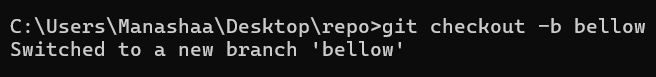 C:\Users\Manashaa\Desktop\repo>git checkout -b bellow
Switched to a new branch 'bellow'